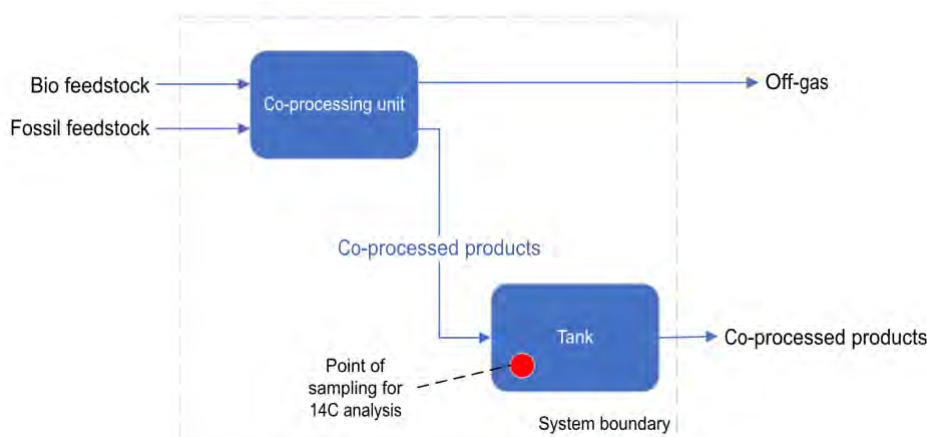 Bio feedstock
Fossil feedstock
Co-processing unit
Off-gas
Co-processed products
Tank
Co-processed products
Point of
sampling for
14C analysis
System boundary